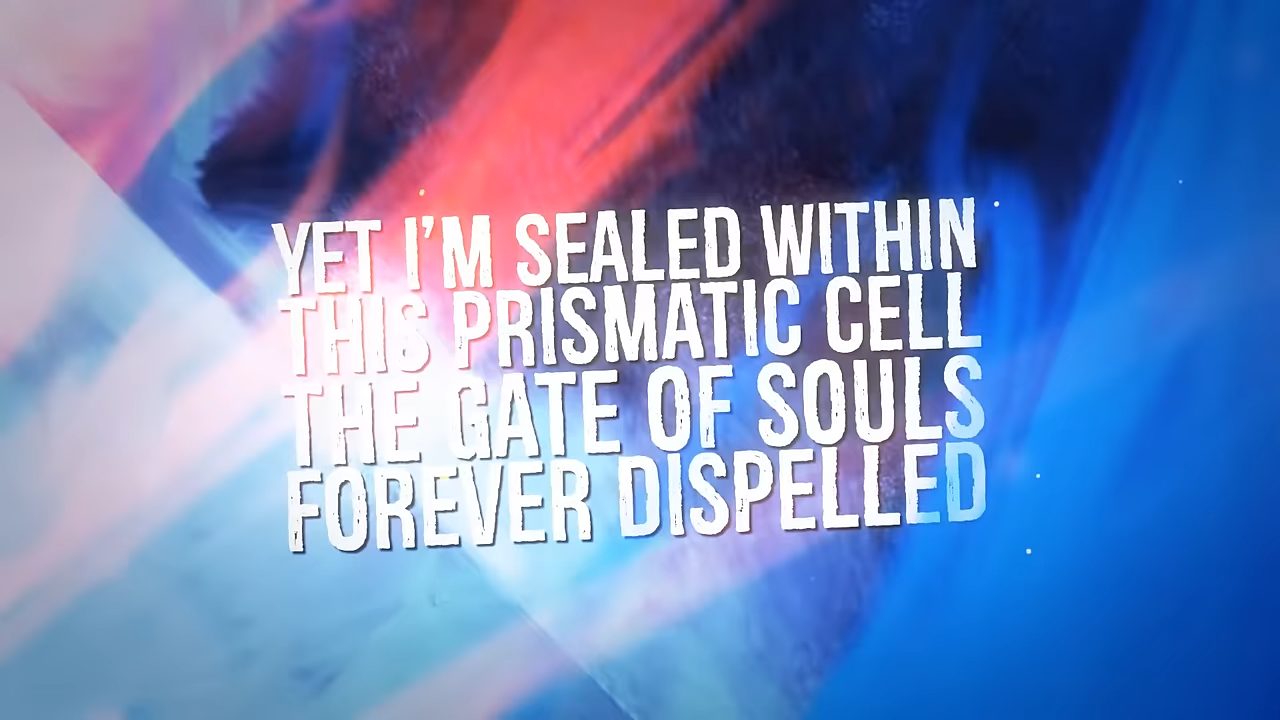 YET I'M SEALED WITHIN
THIS PRISMATIC CELL
THE GATE OF SOULS
FOREVER DISPELLED